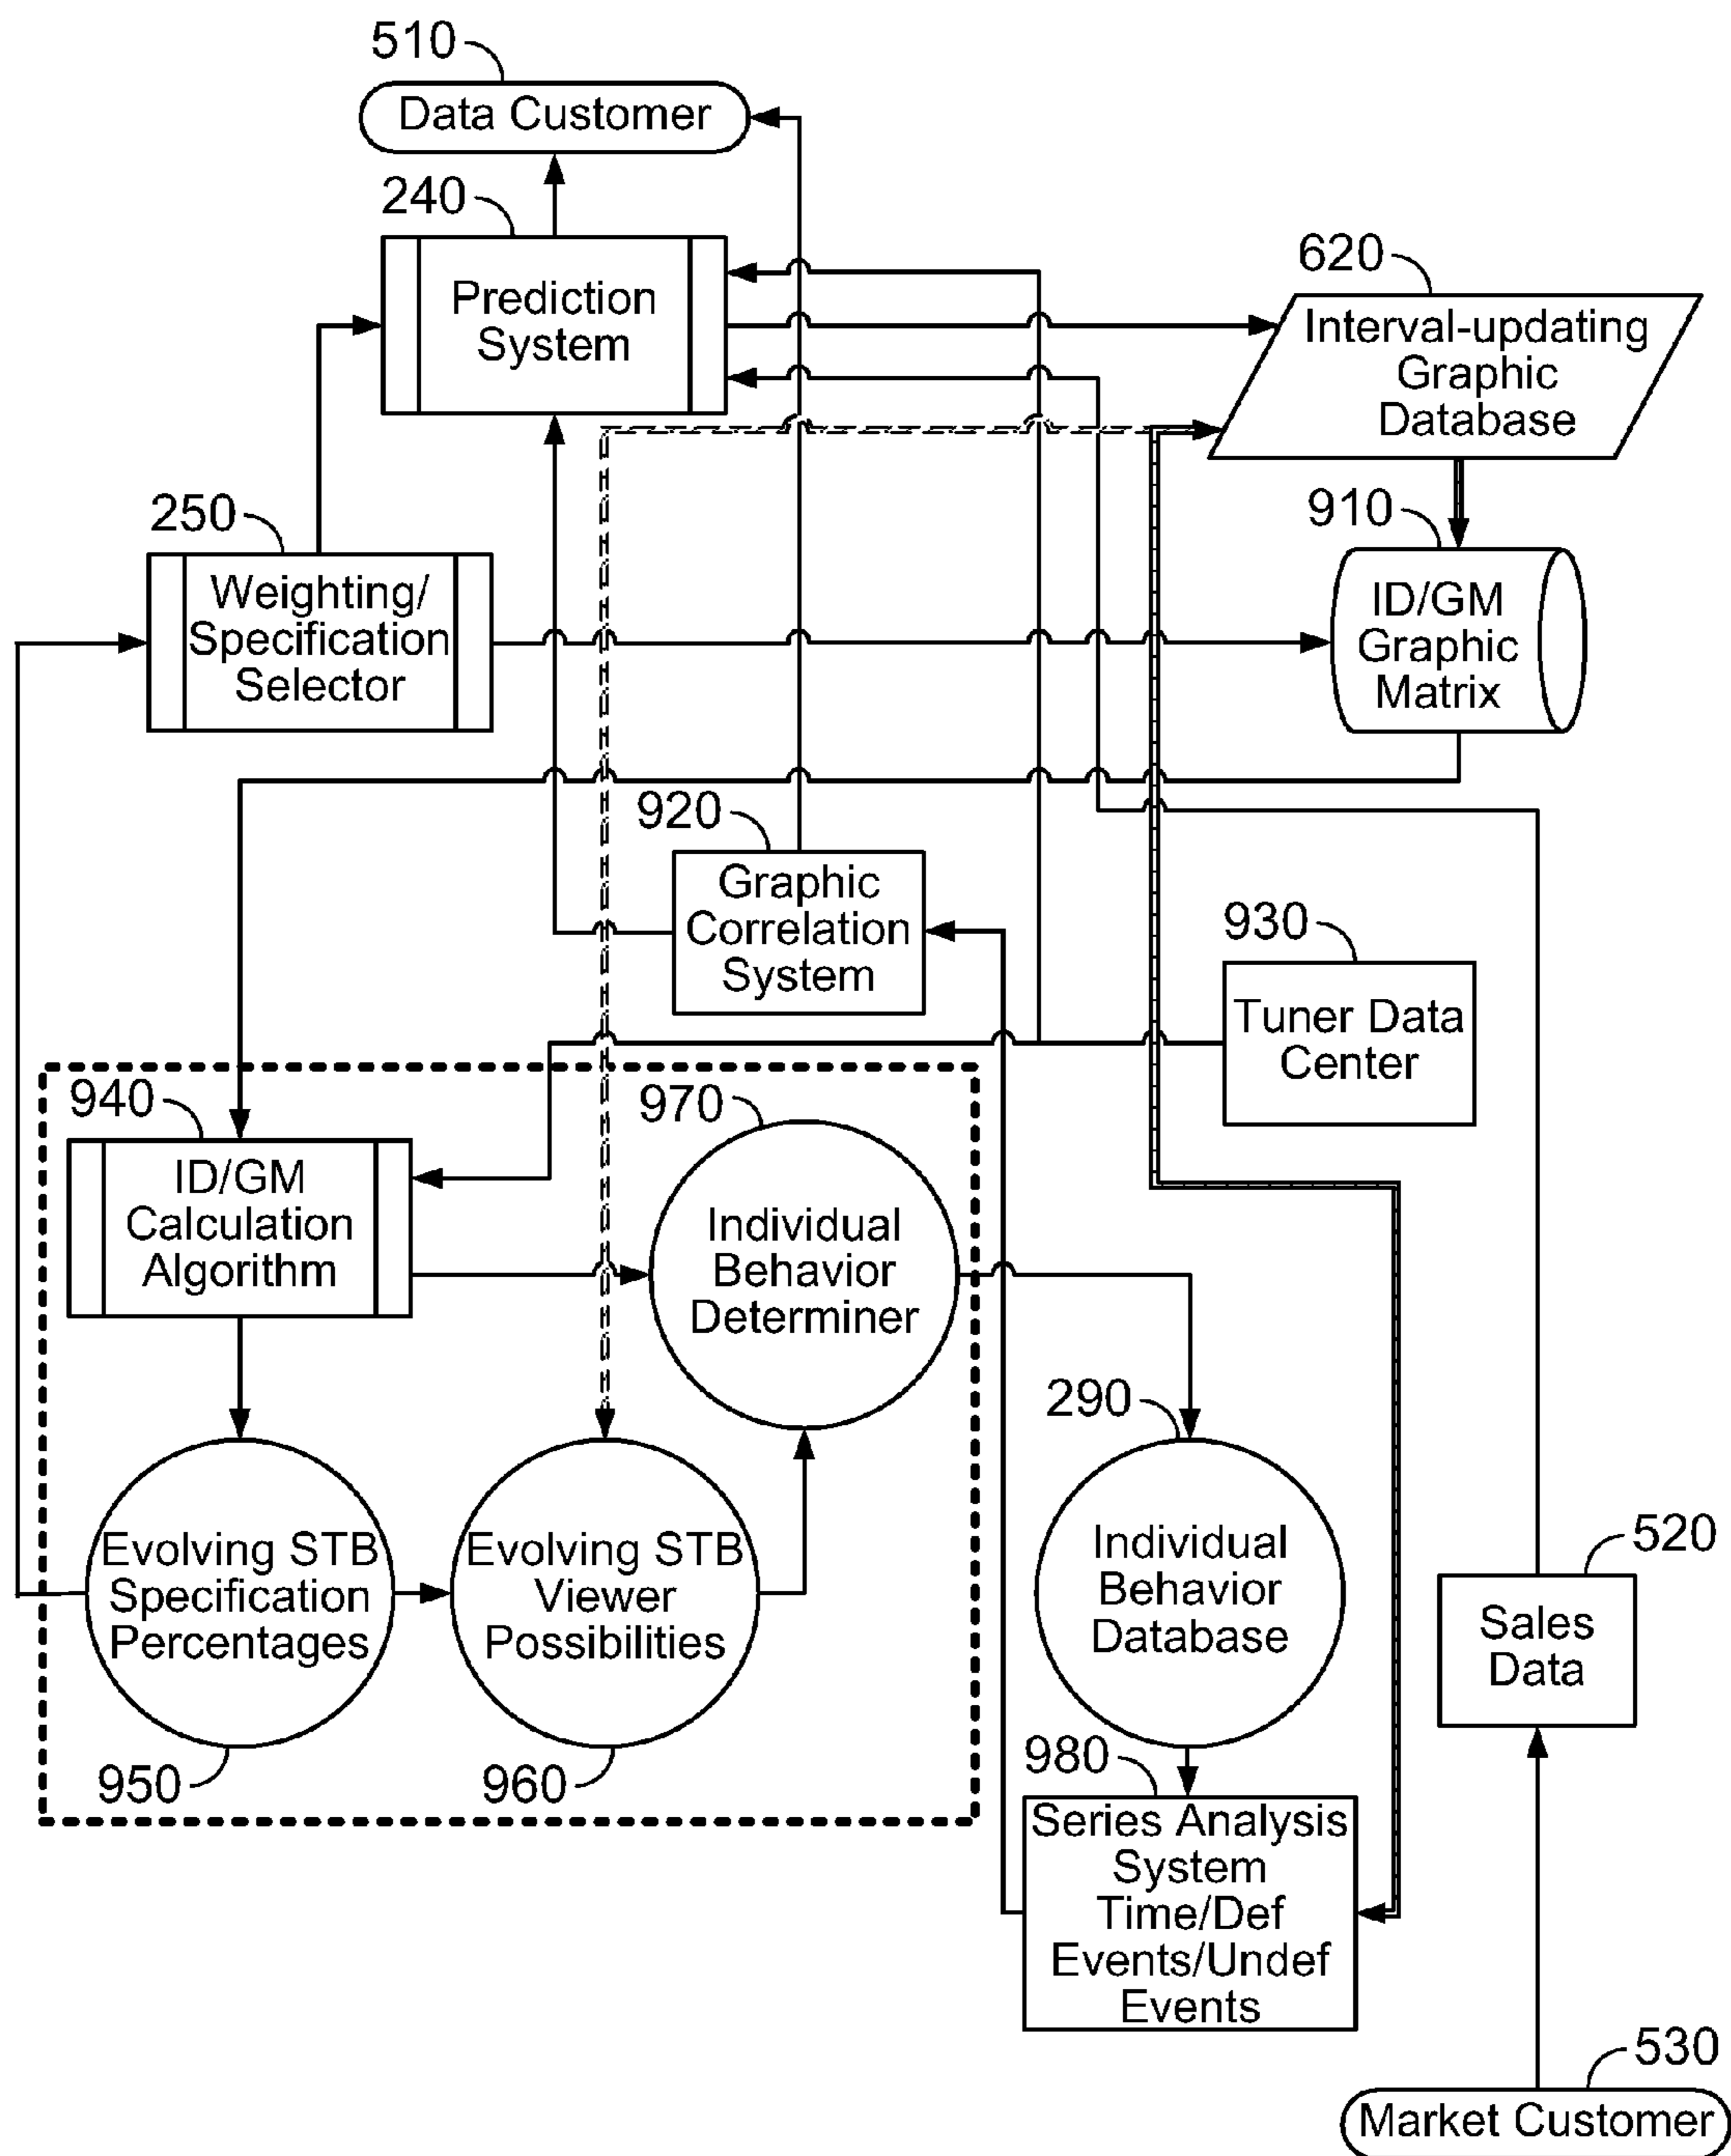 510
Data Customer
240
Prediction
System
620
Interval-updating
Graphic
Database
250
Weighting/
Specification
Selector
910
ID/GM
Graphic
Matrix
920
Graphic
Correlation
System
930
Tuner Data
Center
940
ID/GM
Calculation
Algorithm
970
Individual
Behavior
Determiner
290
Individual
Behavior
Database
Evolving STB
Specification
Percentages
950
Evolving STB
Viewer
Possibilities
960
520
Sales
Data
980
Series Analysis
System
Time/Def
Events/Undef
Events
530
Market Customer